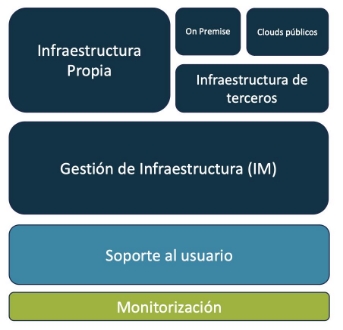 Infraestructura
Propia
On Premise
Clouds públicos
Infraestructura de
terceros
Gestión de Infraestructura (IM)
Soporte al usuario
Monitorización